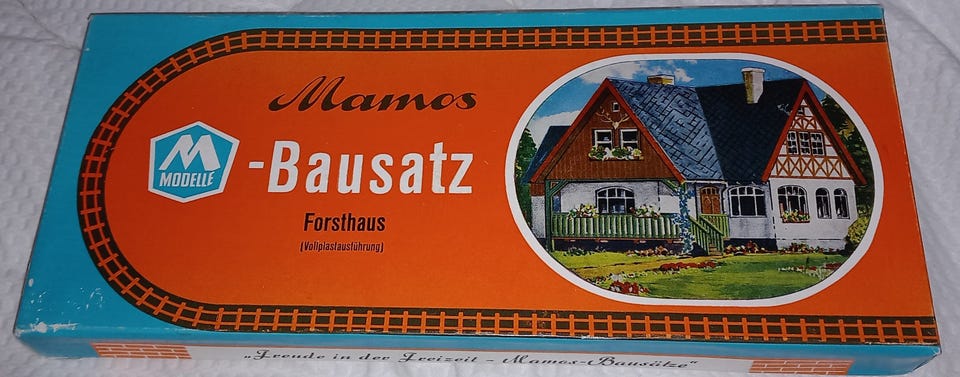 Mamos
M
MODELLE
-Bausatz
Forsthaus
(Vollplastausführung)
„Freude in der Freizeit - Mamos-Bausätze“